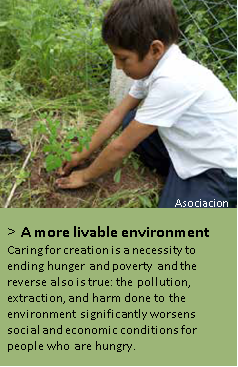 Asociacion
> A more livable environment
Caring for creation is a necessity to
ending hunger and poverty and the
reverse also is true: the pollution,
extraction, and harm done to the
environment significantly worsens
social and economic conditions for
people who are hungry.